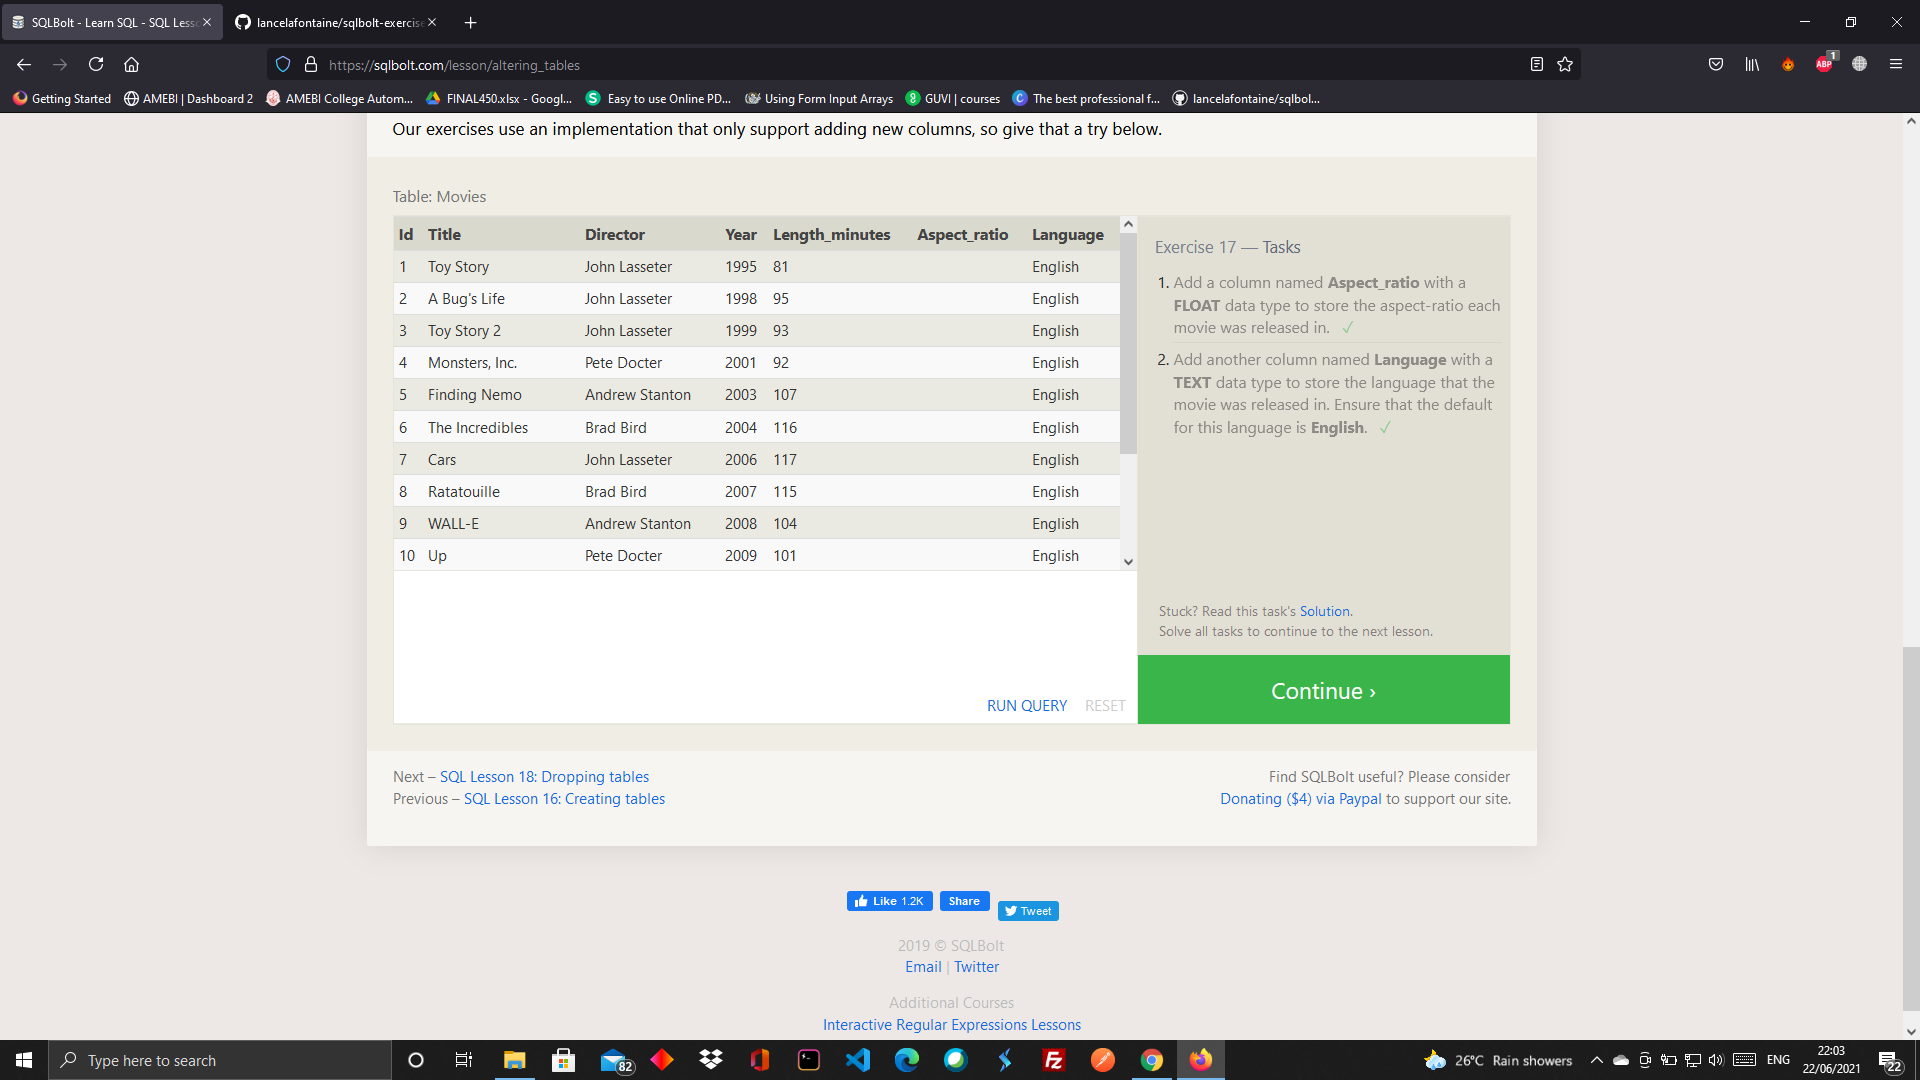 SQLBolt - Learn SQL - SQL Less
lancelafontaine/sqlbolt-exercise
https://sqlbolt.com/lesson/altering_tables
ABP
1
Getting Started
AMEBI | Dashboard 2
AMEBI College Autom...
FINAL450.xlsx - Googl...
Easy to use Online PD...
Using Form Input Arrays
GUVI | courses
The best professional f...
lancelafontaine/sqlbol...
Our exercises use an implementation that only support adding new columns, so give that a try below.
Table: Movies
Id Title Director Year Length_minutes Aspect_ratio Language
1 Toy Story John Lasseter 1995 81 English
2 A Bug's Life John Lasseter 1998 95 English
3 Toy Story 2 John Lasseter 1999 93 English
4 Monsters, Inc. Pete Docter 2001 92 English
5 Finding Nemo Andrew Stanton 2003 107 English
6 The Incredibles Brad Bird 2004 116 English
7 Cars John Lasseter 2006 117 English
8 Ratatouille Brad Bird 2007 115 English
9 WALL-E Andrew Stanton 2008 104 English
10 Up Pete Docter 2009 101 English
RUN QUERY RESET
Exercise 17 — Tasks
1. Add a column named Aspect_ratio with a
FLOAT data type to store the aspect-ratio each
movie was released in. ✓
2. Add another column named Language with a
TEXT data type to store the language that the
movie was released in. Ensure that the default
for this language is English. ✓
Stuck? Read this task's Solution.
Solve all tasks to continue to the next lesson.
Continue ›
Next – SQL Lesson 18: Dropping tables
Previous – SQL Lesson 16: Creating tables
Find SQLBolt useful? Please consider
Donating ($4) via Paypal to support our site.
Like 1.2K
Share
Tweet
2019 © SQLBolt
Email | Twitter
Additional Courses
Interactive Regular Expressions Lessons
Type here to search
82
Fz
26°C Rain showers
ENG
22:03
22/06/2021
22